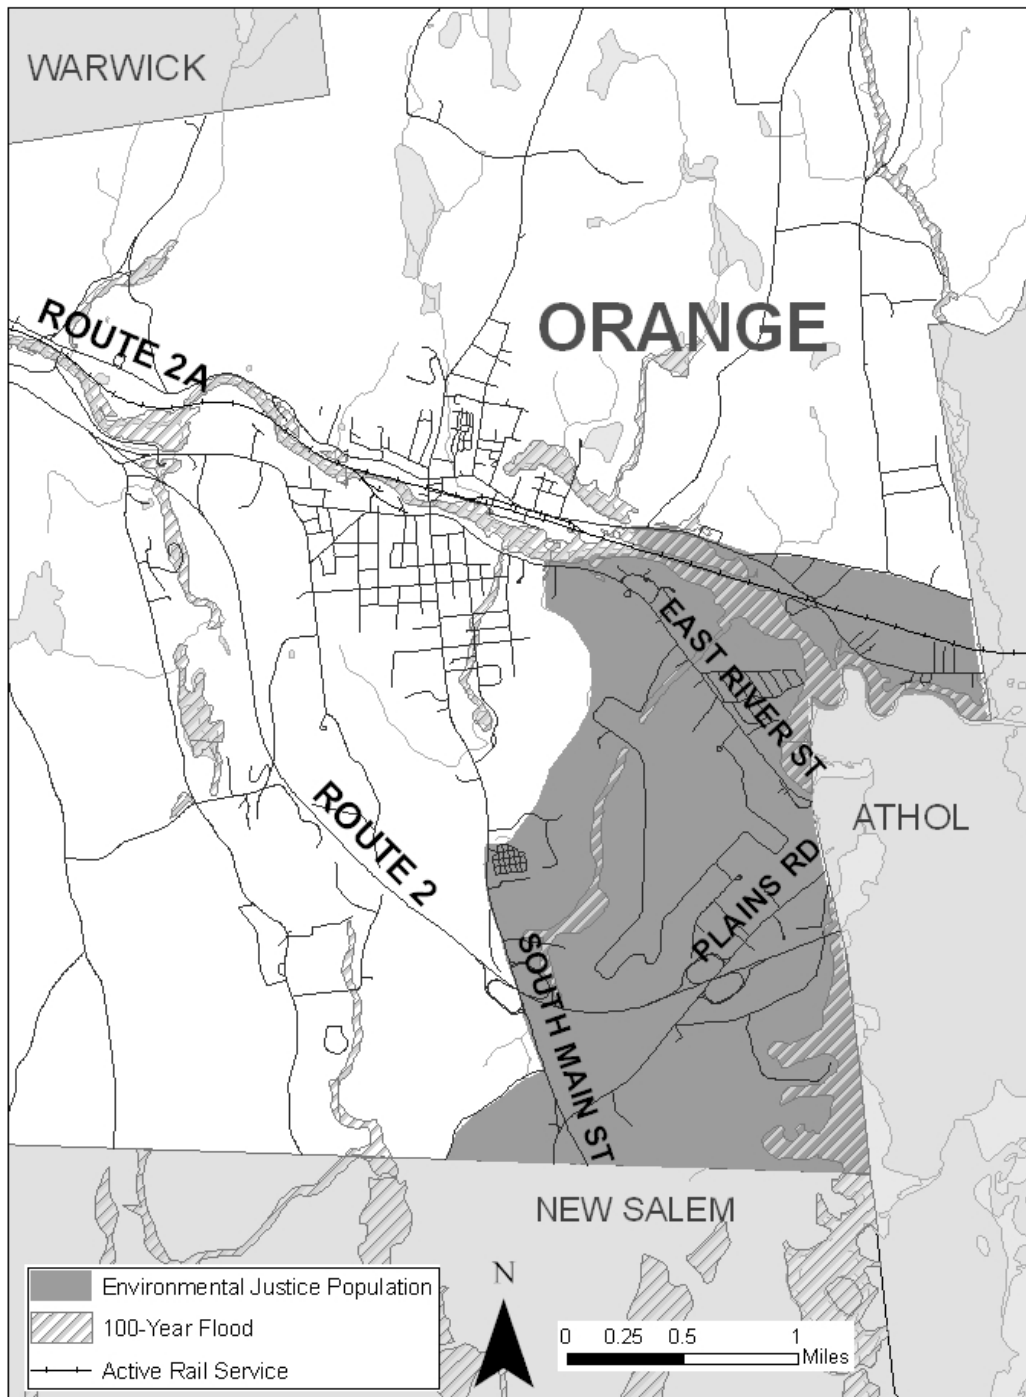 WARWICK
ROUTE 2A
ORANGE
EAST RIVER ST
ROUTE 2
ATHOL
PLAINS RD
SOUTH MAIN ST
NEW SALEM
Environmental Justice Population
100-Year Flood
Active Rail Service
N
0 0.25 0.5 1
Miles